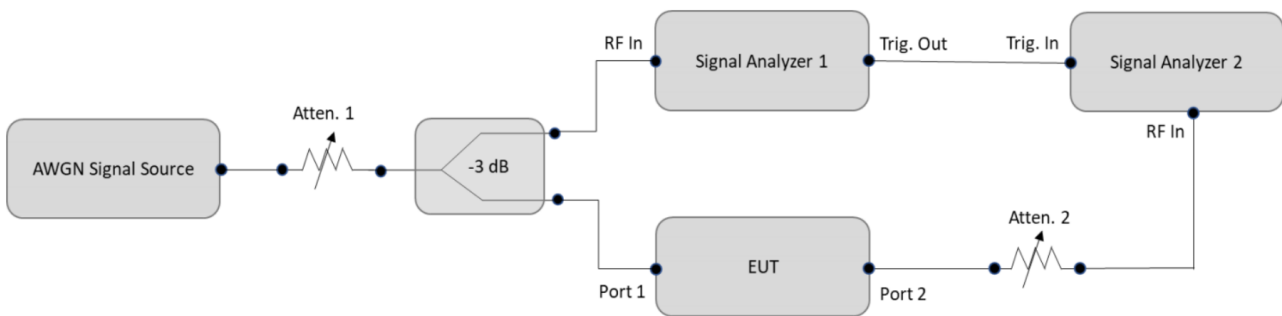 RF In
Signal Analyzer 1
Trig. Out
Trig. In
Signal Analyzer 2
Atten. 1
RF In
AWGN Signal Source
-3 dB
Atten. 2
EUT
Port 1
Port 2